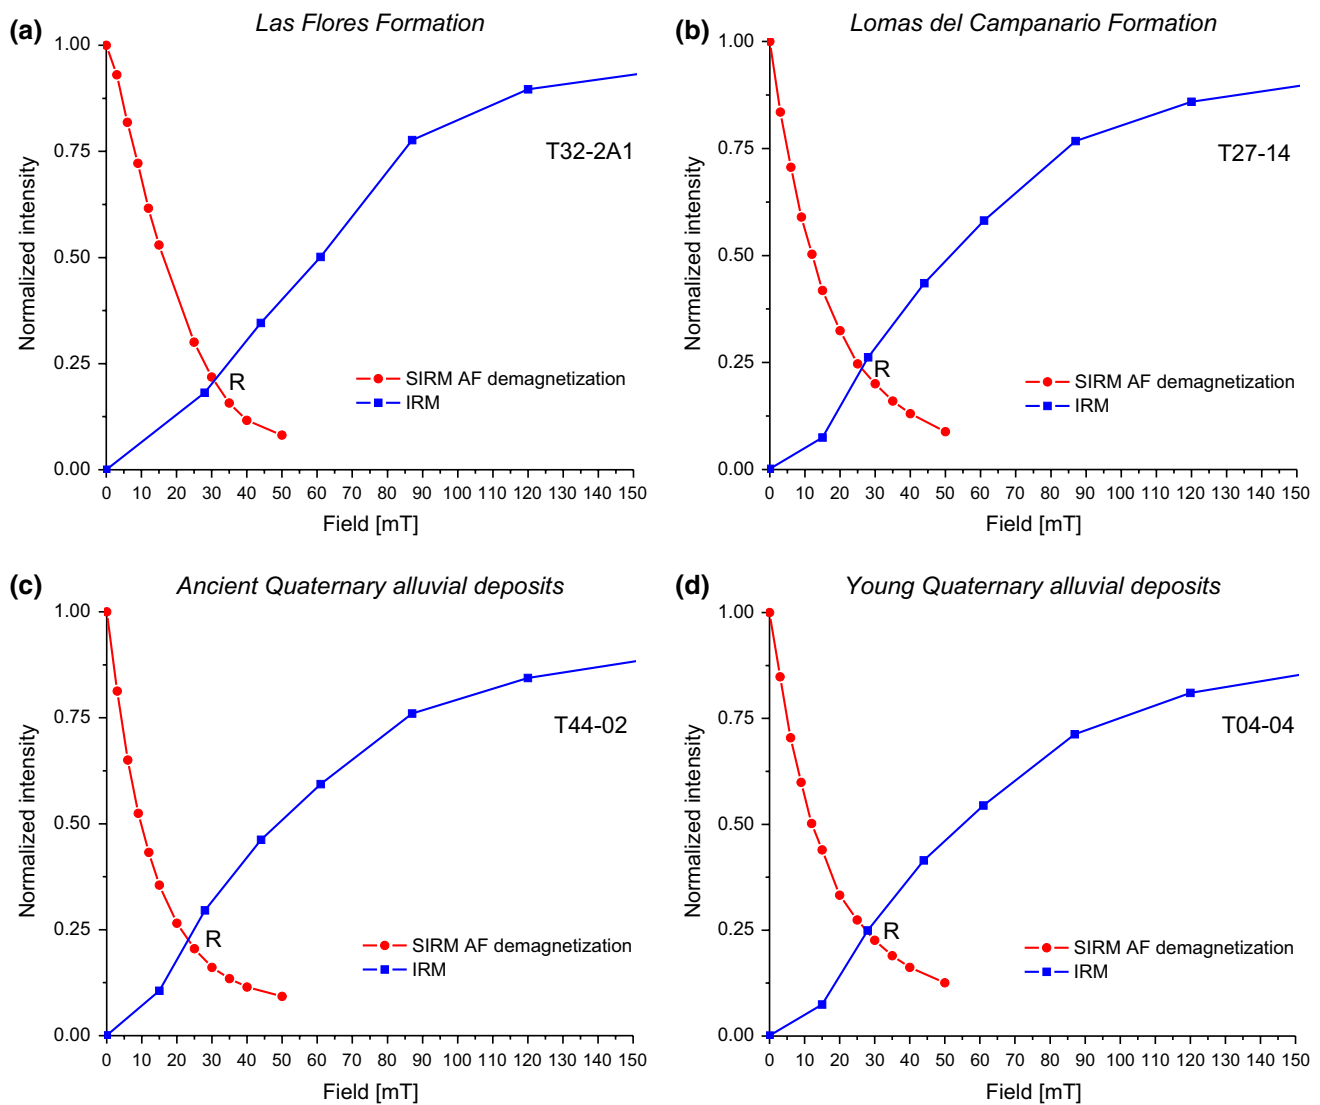 (a) Las Flores Formation
1.00
0.75
0.50
0.25
0.00
Normalized intensity
T32-2A1
R
SIRM AF demagnetization
IRM
0 10 20 30 40 50 60 70 80 90 100 110 120 130 140 150
Field [mT]
(b) Lomas del Campanario Formation
1.00
0.75
0.50
0.25
0.00
Normalized intensity
T27-14
R
SIRM AF demagnetization
IRM
0 10 20 30 40 50 60 70 80 90 100 110 120 130 140 150
Field [mT]
(c) Ancient Quaternary alluvial deposits
1.00
0.75
0.50
0.25
0.00
Normalized intensity
T44-02
R
SIRM AF demagnetization
IRM
0 10 20 30 40 50 60 70 80 90 100 110 120 130 140 150
Field [mT]
(d) Young Quaternary alluvial deposits
1.00
0.75
0.50
0.25
0.00
Normalized intensity
T04-04
R
SIRM AF demagnetization
IRM
0 10 20 30 40 50 60 70 80 90 100 110 120 130 140 150
Field [mT]